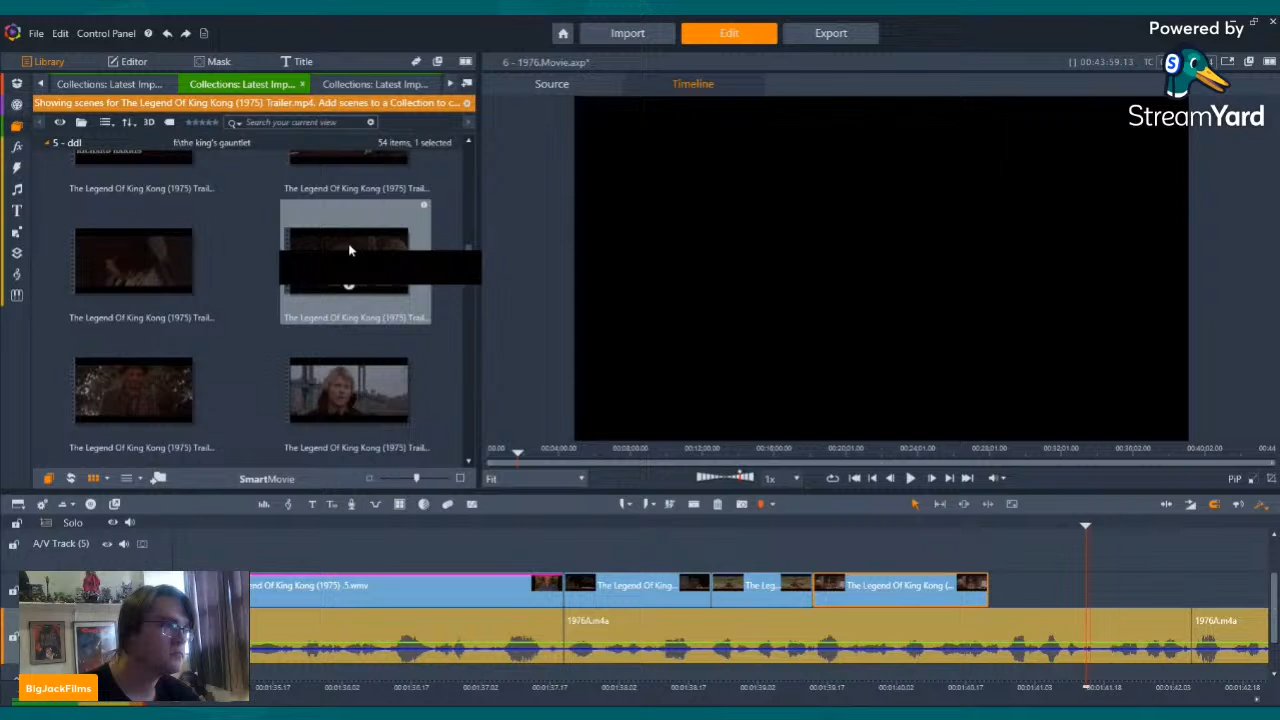 Powered by
StreamYard
File Edit Control Panel
Import
Edit
Export
Library
Editor
Mask
Title
6 - 1976.Movie.axp*
[] 00:43:59.13
TC
Collections: Latest Imp...
Collections: Latest Imp... ×
Collections: Latest Imp...
Source
Timeline
Showing scenes for The Legend Of King Kong (1975) Trailer.mp4. Add scenes to a Collection to c...
3D
Search your current view
5 - ddl
f:\the king's gauntlet
54 items, 1 selected
The Legend Of King Kong (1975) Trail...
The Legend Of King Kong (1975) Trail...
The Legend Of King Kong (1975) Trail...
The Legend Of King Kong (1975) Trail...
The Legend Of King Kong (1975) Trail...
The Legend Of King Kong (1975) Trail...
SmartMovie
Fit
1x
PiP
Solo
A/V Track (5)
end Of King Kong (1975) .5.wmv
The Legend Of King...
The Leg...
The Legend Of King Kong (...
BigJackFilms